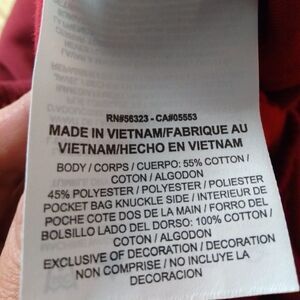 RN#56323 - CA#05553
MADE IN VIETNAM/FABRIQUE AU
VIETNAM/HECHO EN VIETNAM
BODY / CORPS / CUERPO: 55% COTTON /
COTON / ALGODON
45% POLYESTER / POLYESTER / POLIESTER
POCKET BAG KNUCKLE SIDE / INTERIEUR DE
POCHE COTE DOS DE LA MAIN / FORRO DEL
BOLSILLO LADO DEL DORSO: 100% COTTON /
COTON / ALGODON
EXCLUSIVE OF DECORATION / DECORATION
NON COMPRISE / NO INCLUYE LA
DECORACION